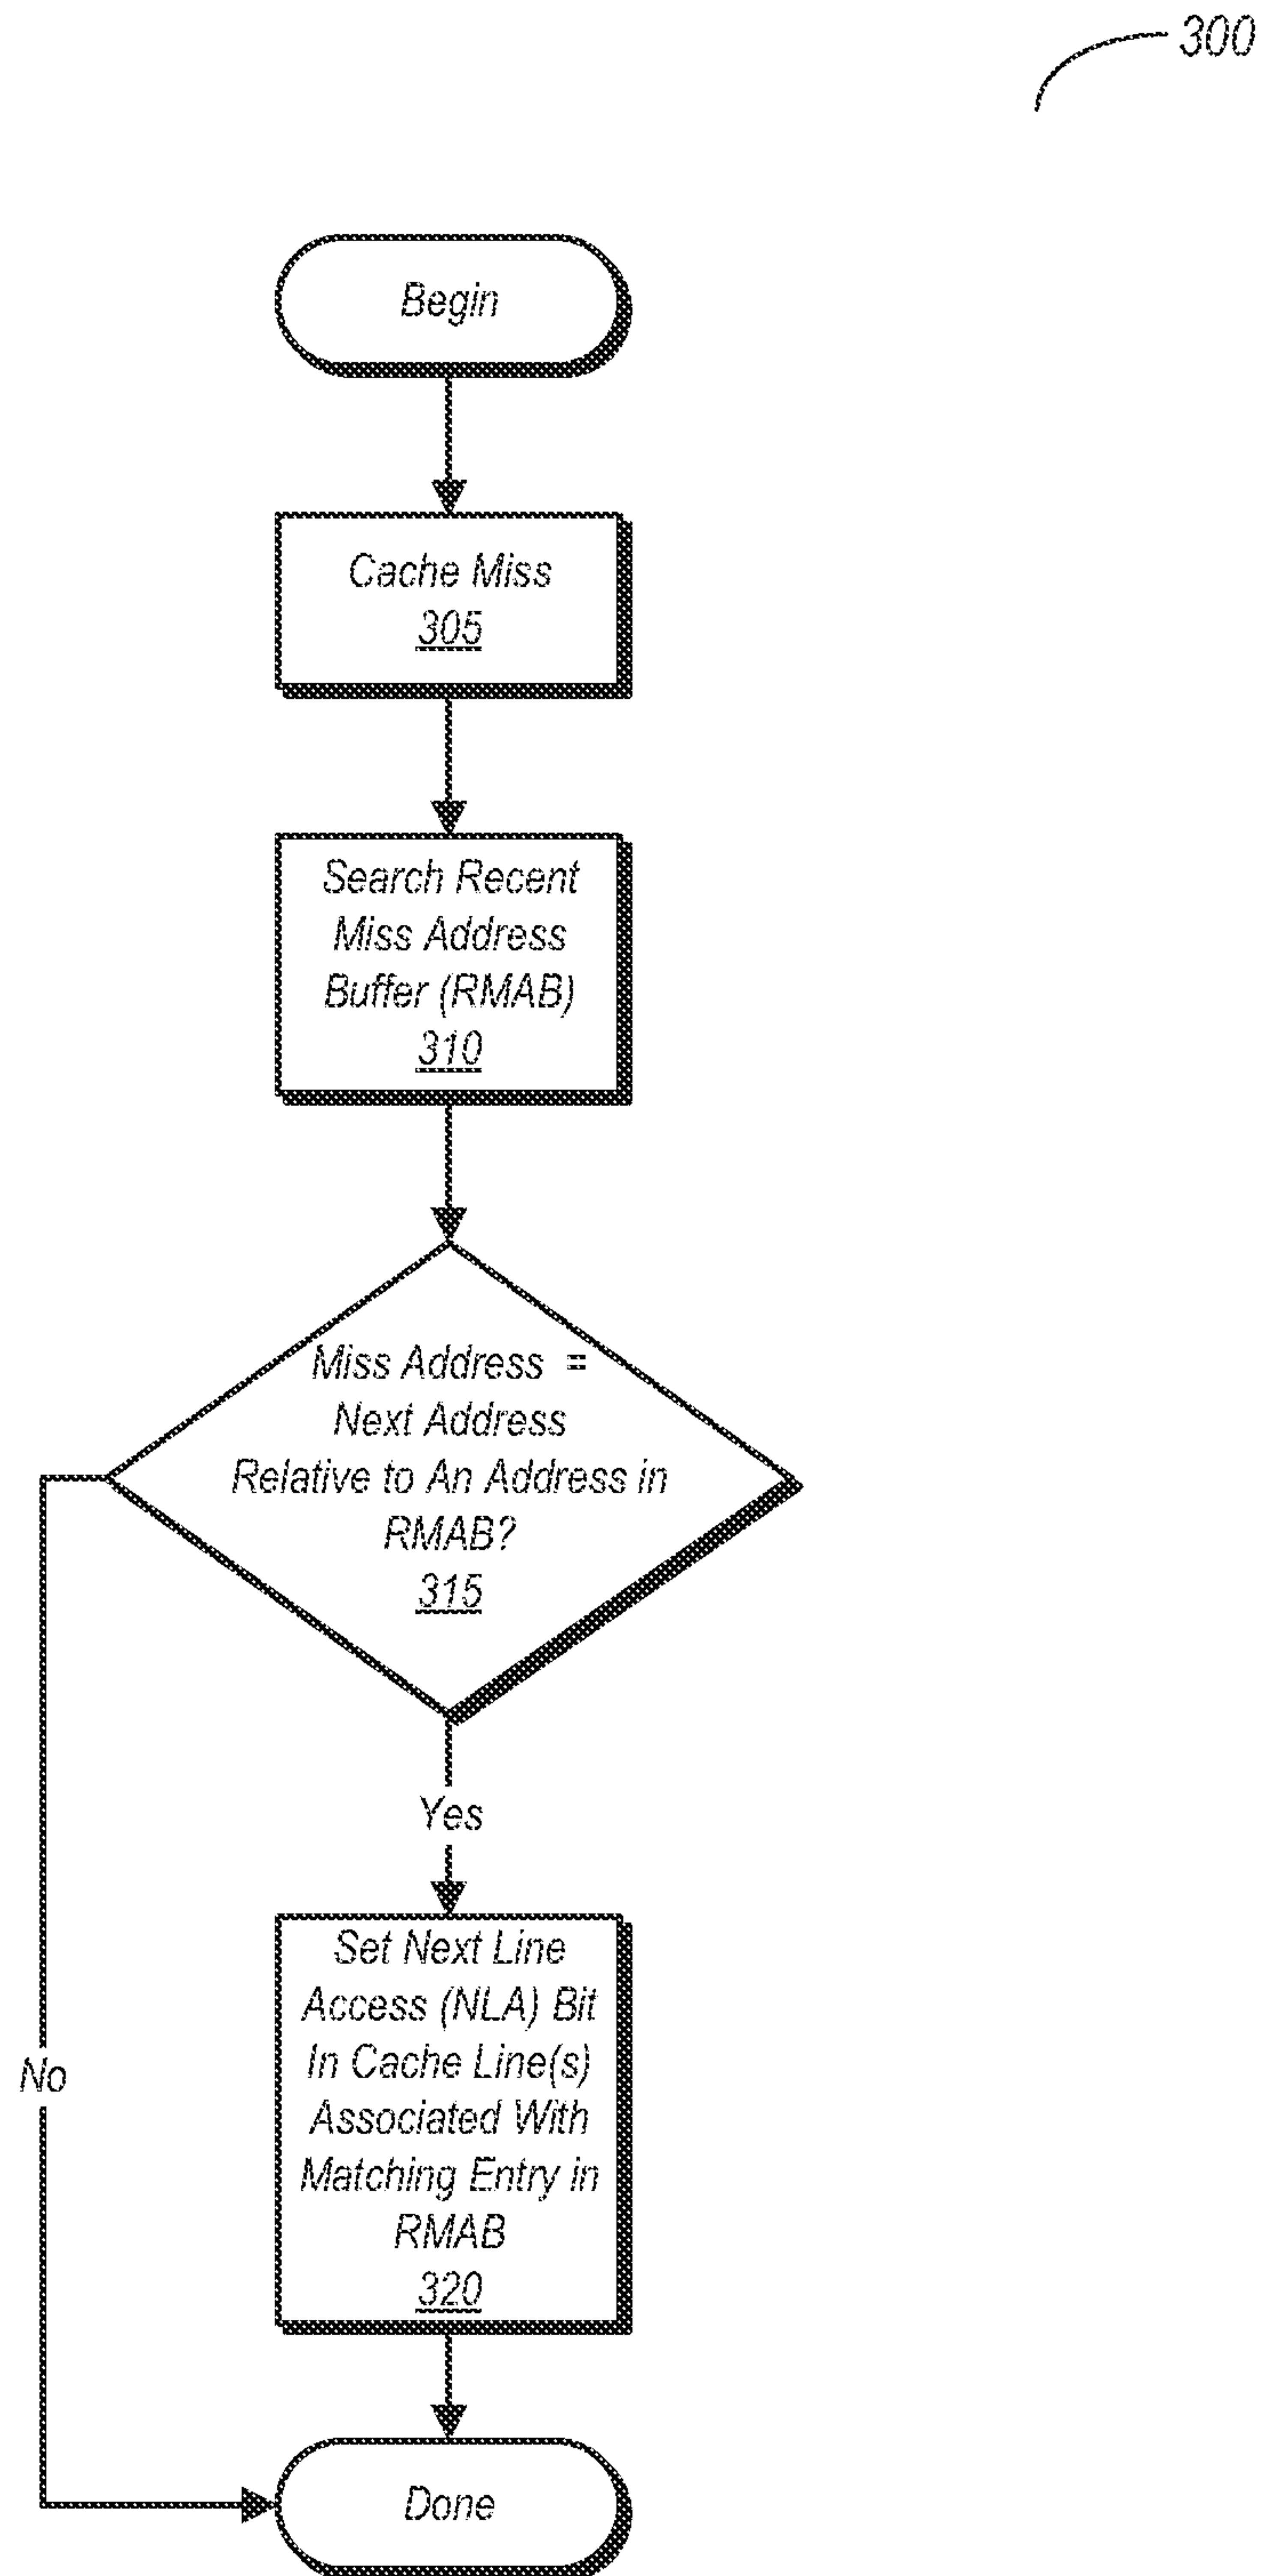 300
Begin
Cache Miss
305
Search Recent
Miss Address
Buffer (RMAB)
310
Miss Address =
Next Address
Relative to An Address in
RMAB?
315
Yes
Set Next Line
Access (NLA) Bit
In Cache Line(s)
Associated With
Matching Entry in
RMAB
320
No
Done